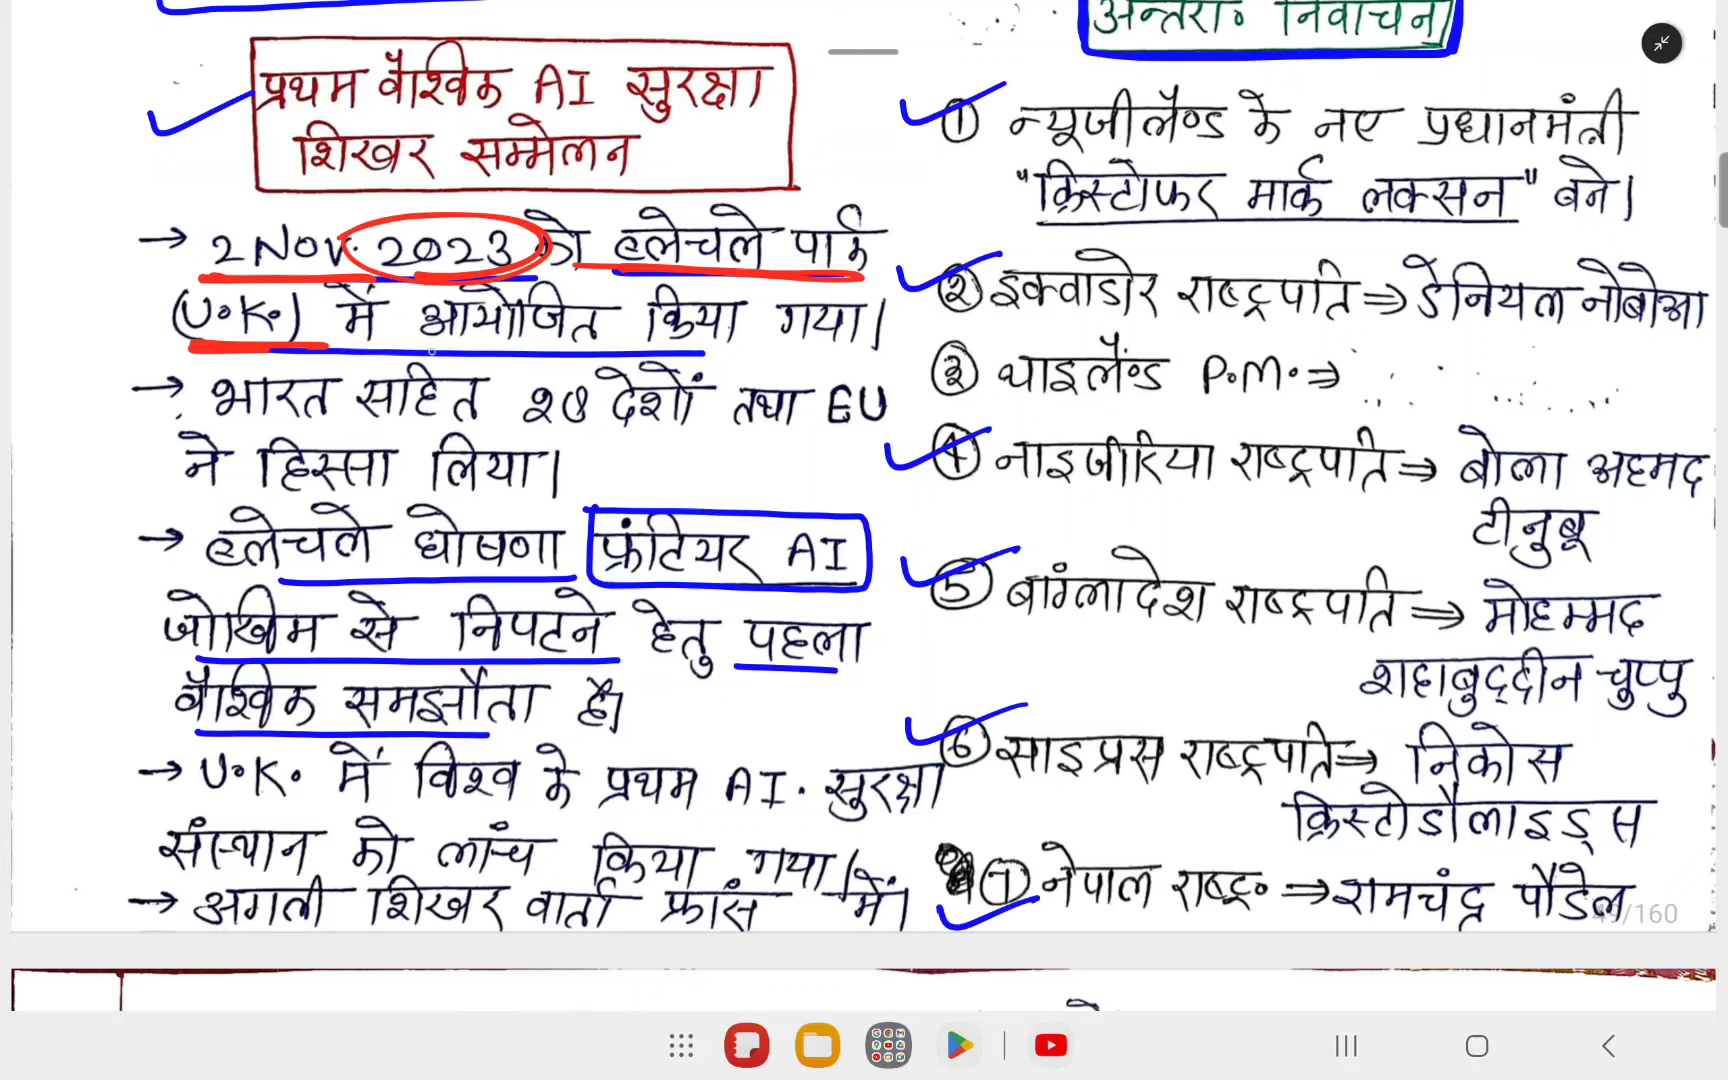 प्रथम वैश्विक AI सुरक्षा
शिखर सम्मेलन
→ 2 Nov. 2023 को ब्लेचले पार्क
(U.K.) में आयोजित किया गया।
→ भारत सहित २७ देशों तथा EU
ने हिस्सा लिया।
→ ब्लेचले घोषणा फ्रंटियर AI
जोखिम से निपटने हेतु पहला
वैश्विक समझौता है।
→ U.K. में विश्व के प्रथम AI. सुरक्षा
संस्थान को लांच किया गया।
→ अगली शिखर वार्ता फ्रांस में।
अन्तरा० निर्वाचन
① न्यूजीलैण्ड के नए प्रधानमंत्री
"क्रिस्टोफर मार्क लक्सन" बने।
② इक्वाडोर राष्ट्रपति ⇒ डेनियल नोबोआ
③ थाइलैंड P.M. ⇒
④ नाइजीरिया राष्ट्रपति ⇒ बोला अहमद
टीनुबू
⑤ बांग्लादेश राष्ट्रपति ⇒ मोहम्मद
शहाबुद्दीन चुप्पु
⑥ साइप्रस राष्ट्रपति ⇒ निकोस
क्रिस्टोडौलाइड्स
⑦ नेपाल राष्ट्र० ⇒ रामचंद्र पौडेल
49/160